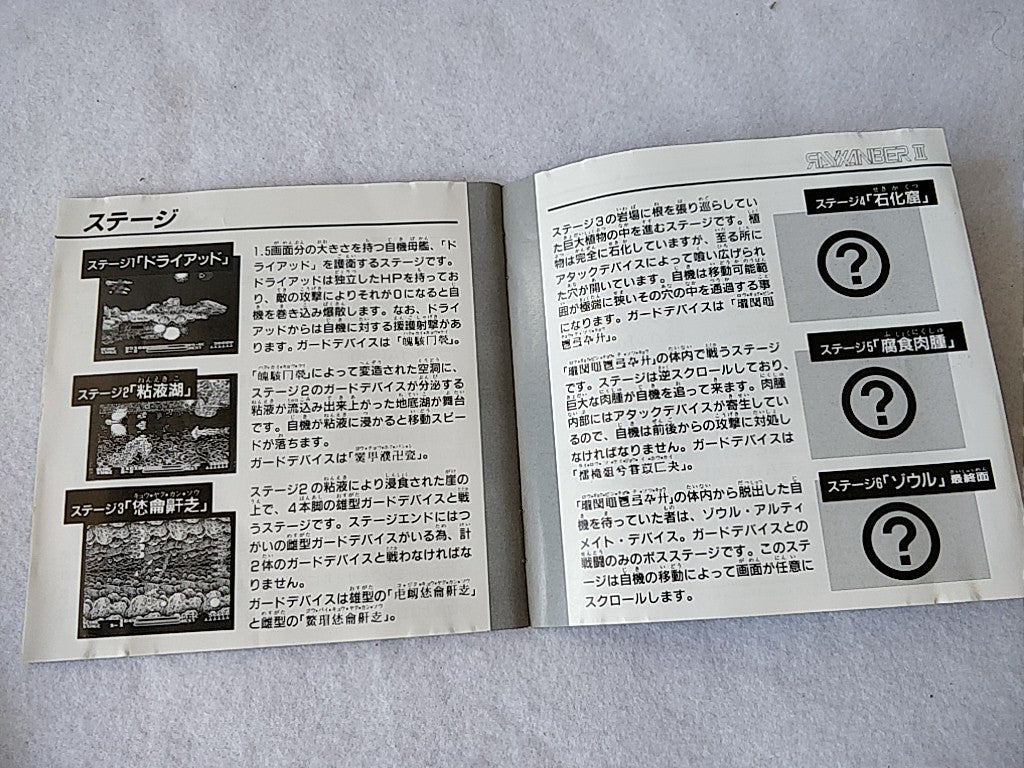 ステージ
ステージ1「ドライアッド」
1.5画面分の大きさを持つ自機母艦、「ド
ライアッド」を護衛するステージです。
ドライアッドは独立したHPを持ってお
り、敵の攻撃によりそれが0になると自
機を巻き込み爆散します。なお、ドライ
アッドからは自機に対する援護射撃があ
ります。ガードデバイスは「
ステージ2「粘液湖」
によって変造された空洞に、
ステージ2のガードデバイスが分泌する
粘液が流込み出来上がった地底湖が舞台
です。自機が粘液に浸かると移動スピー
ドが落ちます。
ガードデバイスは「
ステージ3「
ステージ2の粘液により浸食された崖の
上で、4本脚の雄型ガードデバイスと戦
うステージです。ステージエンドにはつ
がいの雌型ガードデバイスがいる為、計
2体のガードデバイスと戦わなければな
りません。
ガードデバイスは雄型の「
と雌型の「
RAYXANBER III
ステージ4「石化窟」
ステージ3の岩場に根を張り巡らしてい
た巨大植物の中を進むステージです。植
物は完全に石化していますが、至る所に
アタックデバイスによって喰い広げられ
た穴が開いています。自機は移動可能範
囲が極端に狭いその穴の中を通過する事
になります。ガードデバイスは「
ステージ5「腐食肉腫」
の体内で戦うステージ
です。ステージは逆スクロールしており、
巨大な肉腫が自機を追って来ます。肉腫
内部にはアタックデバイスが寄生してい
るので、自機は前後からの攻撃に対処し
なければなりません。ガードデバイスは
ステージ6「ゾウル」最終面
の体内から脱出した自
機を待っていた者は、ゾウル・アルティ
メイト・デバイス。ガードデバイスとの
戦闘のみのボスステージです。このステ
ージは自機の移動によって画面が任意に
スクロールします。